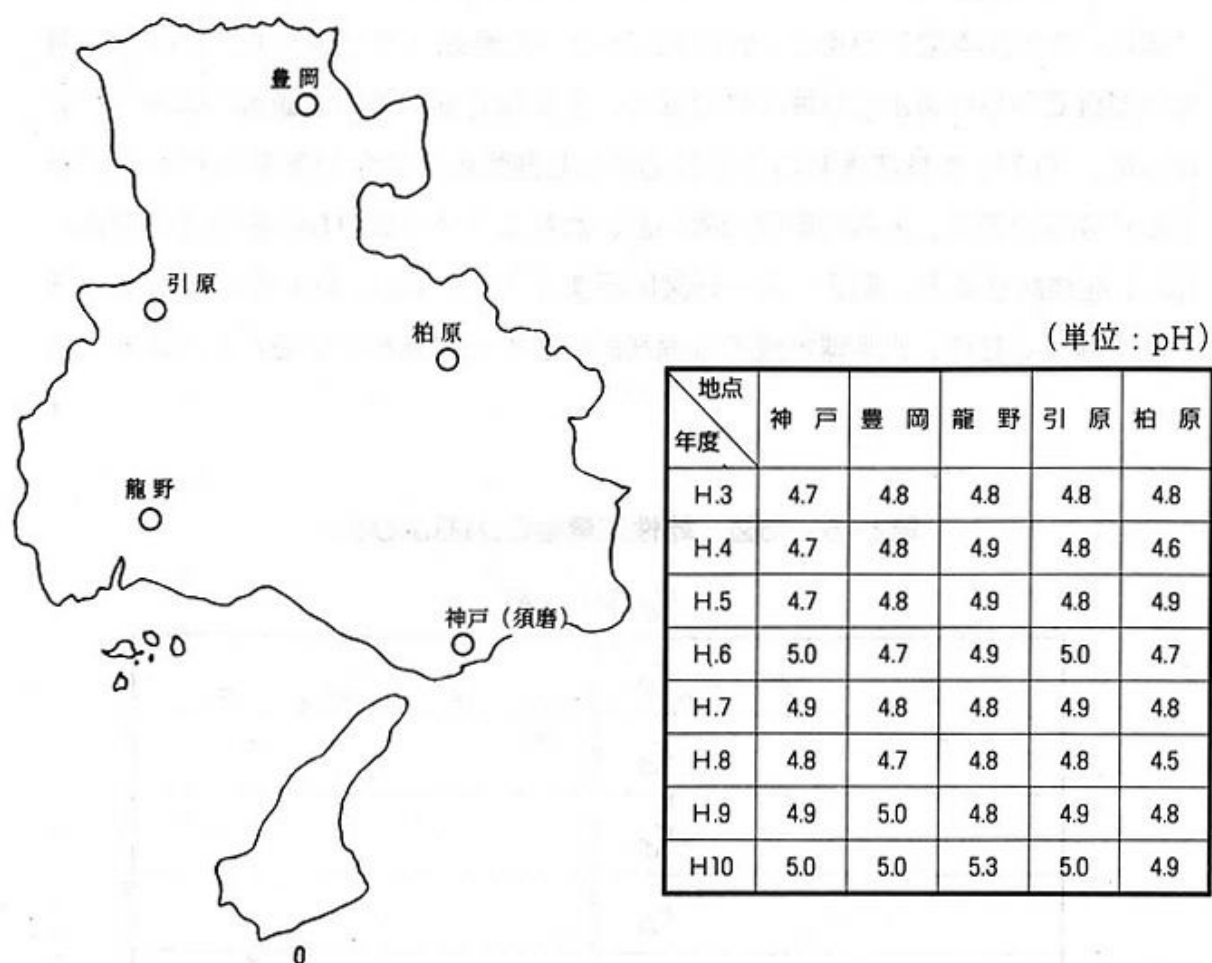 豊岡
引原
柏原
龍野
神戸（須磨）
(単位：pH)
地点
年度
神戸 豊岡 龍野 引原 柏原
H.3 4.7 4.8 4.8 4.8 4.8
H.4 4.7 4.8 4.9 4.8 4.6
H.5 4.7 4.8 4.9 4.8 4.9
H.6 5.0 4.7 4.9 5.0 4.7
H.7 4.9 4.8 4.8 4.9 4.8
H.8 4.8 4.7 4.8 4.8 4.5
H.9 4.9 5.0 4.8 4.9 4.8
H10 5.0 5.0 5.3 5.0 4.9